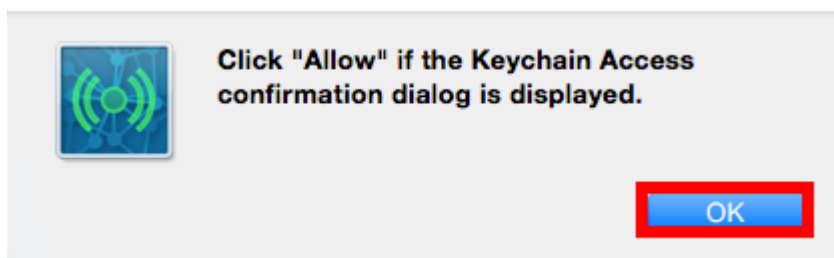 Click "Allow" if the Keychain Access
confirmation dialog is displayed.
OK